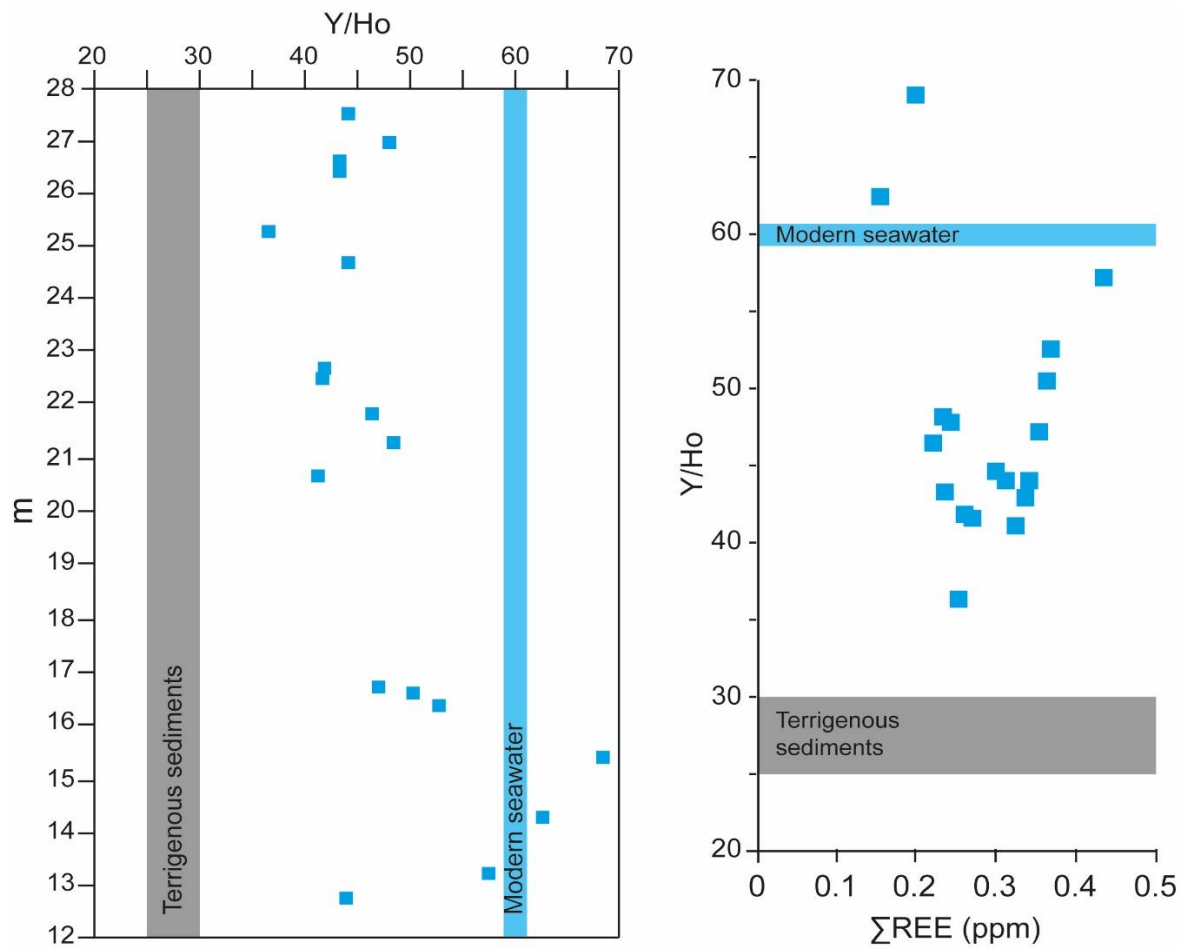 Y/Ho
20 30 40 50 60 70
28
27
26
25
23
22
21
20
19
18
17
16
15
14
13
12
m
Terrigenous sediments
Modern seawater
70
60
50
40
30
20
Y/Ho
Modern seawater
Terrigenous
sediments
0 0.1 0.2 0.3 0.4 0.5
∑REE (ppm)